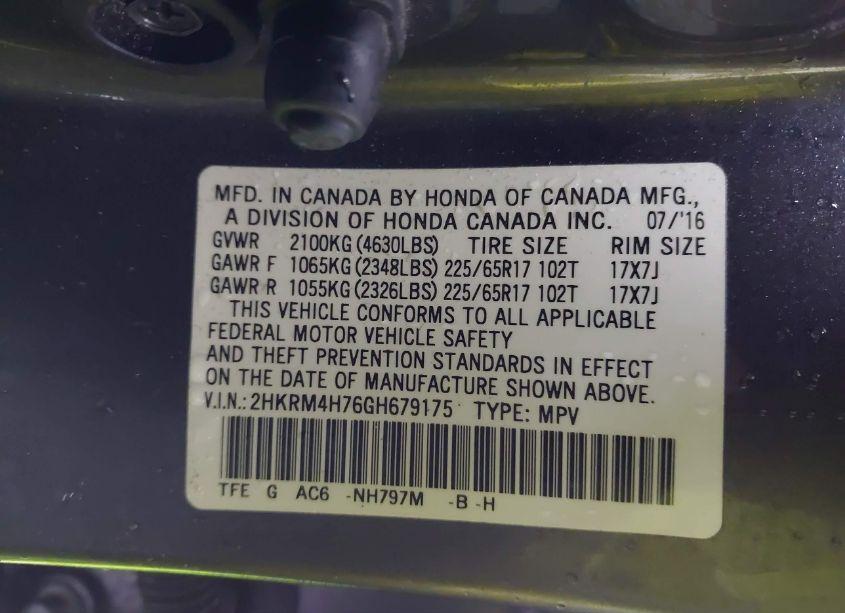 MFD. IN CANADA BY HONDA OF CANADA MFG.,
A DIVISION OF HONDA CANADA INC. 07/'16
GVWR 2100KG (4630LBS) TIRE SIZE RIM SIZE
GAWR F 1065KG (2348LBS) 225/65R17 102T 17X7J
GAWR R 1055KG (2326LBS) 225/65R17 102T 17X7J
THIS VEHICLE CONFORMS TO ALL APPLICABLE
FEDERAL MOTOR VEHICLE SAFETY
AND THEFT PREVENTION STANDARDS IN EFFECT
ON THE DATE OF MANUFACTURE SHOWN ABOVE.
V.I.N.: 2HKRM4H76GH679175 TYPE: MPV
TFE G AC6 -NH797M -B -H